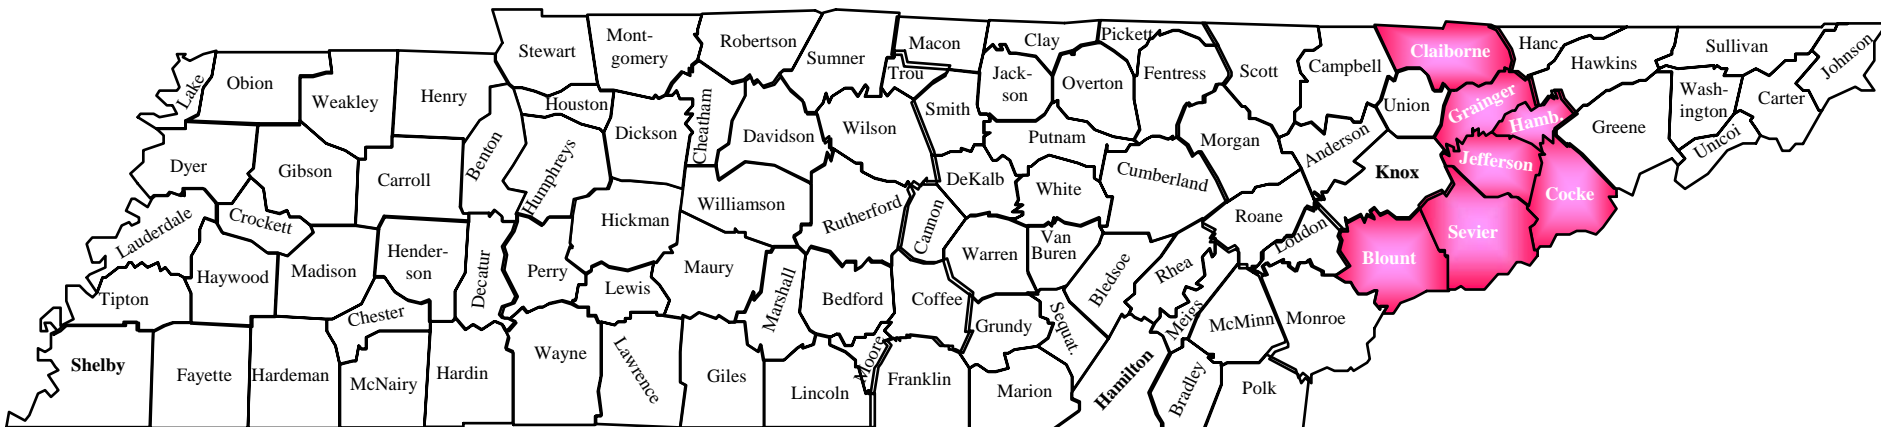 Stewart
Mont-
gomery
Robertson
Sumner
Macon
Clay
Pickett
Fentress
Scott
Campbell
Claiborne
Hanc
Hawkins
Sullivan
Johnson
Lake
Obion
Weakley
Henry
Houston
Dickson
Cheatham
Davidson
Wilson
Trou
Smith
Jack-
son
Overton
Putnam
Morgan
Anderson
Union
Grainger
Hamb.
Greene
Wash-
ington
Carter
Unicoi
Dyer
Gibson
Carroll
Benton
Humphreys
Hickman
Williamson
Rutherford
Cannon
DeKalb
White
Cumberland
Roane
Loudon
Knox
Jefferson
Cocke
Sevier
Blount
Lauderdale
Crockett
Haywood
Madison
Hender-
son
Decatur
Perry
Lewis
Maury
Marshall
Bedford
Coffee
Warren
Van
Buren
Bledsoe
Rhea
Meigs
McMinn
Monroe
Tipton
Chester
Grundy
Sequat.
Shelby
Fayette
Hardeman
McNairy
Hardin
Wayne
Lawrence
Giles
Lincoln
Moore
Franklin
Marion
Hamilton
Bradley
Polk